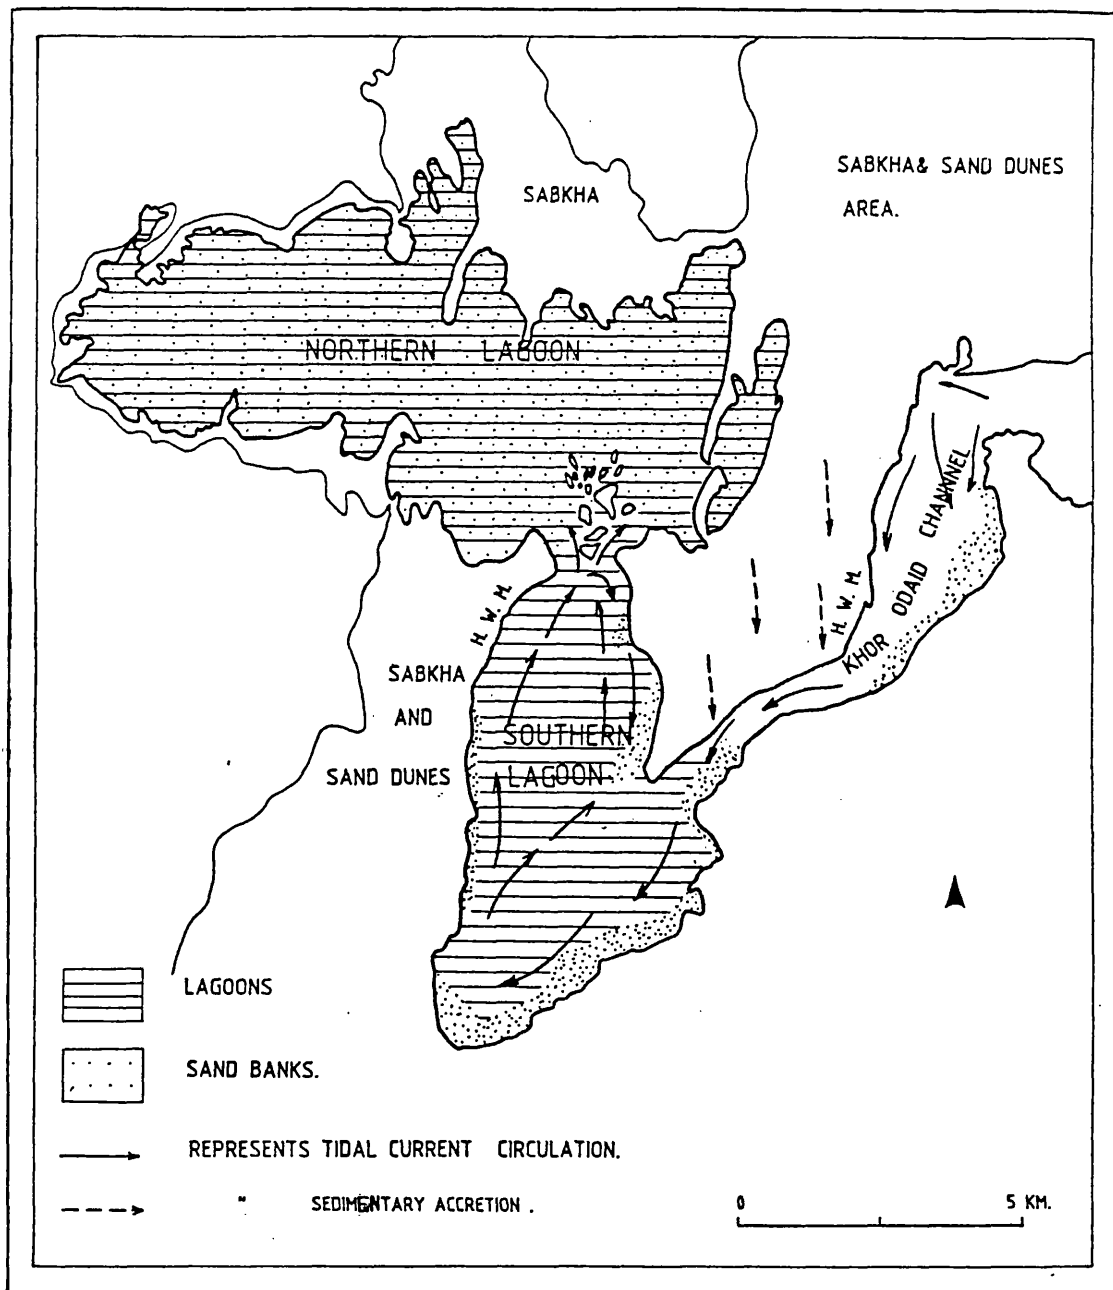 SABKHA & SAND DUNES
AREA.
SABKHA
NORTHERN LAGOON
KHOR ODAID CHANNNEL
H. W. M.
H. W. M.
SABKHA
AND
SAND DUNES
SOUTHERN
LAGOON
LAGOONS
SAND BANKS.
REPRESENTS TIDAL CURRENT CIRCULATION.
" SEDIMENTARY ACCRETION .
0 5 KM.